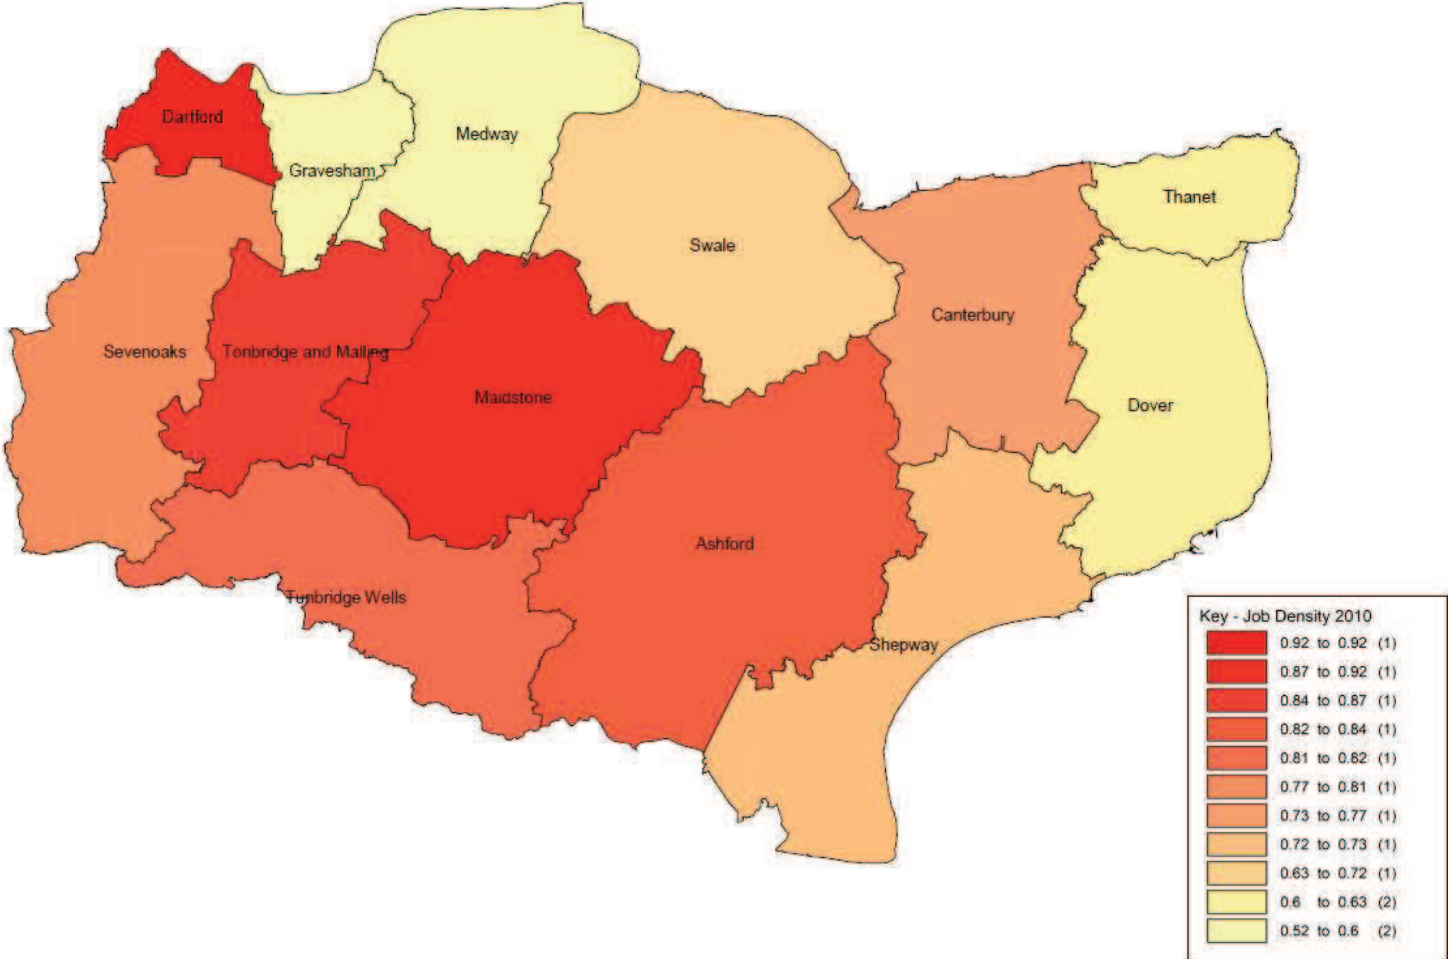 Dartford
Medway
Gravesham
Thanet
Swale
Canterbury
Sevenoaks
Tonbridge and Malling
Maidstone
Dover
Ashford
Tunbridge Wells
Shepway
Key - Job Density 2010
0.92 to 0.92 (1)
0.87 to 0.92 (1)
0.84 to 0.87 (1)
0.82 to 0.84 (1)
0.81 to 0.82 (1)
0.77 to 0.81 (1)
0.73 to 0.77 (1)
0.72 to 0.73 (1)
0.63 to 0.72 (1)
0.6 to 0.63 (2)
0.52 to 0.6 (2)